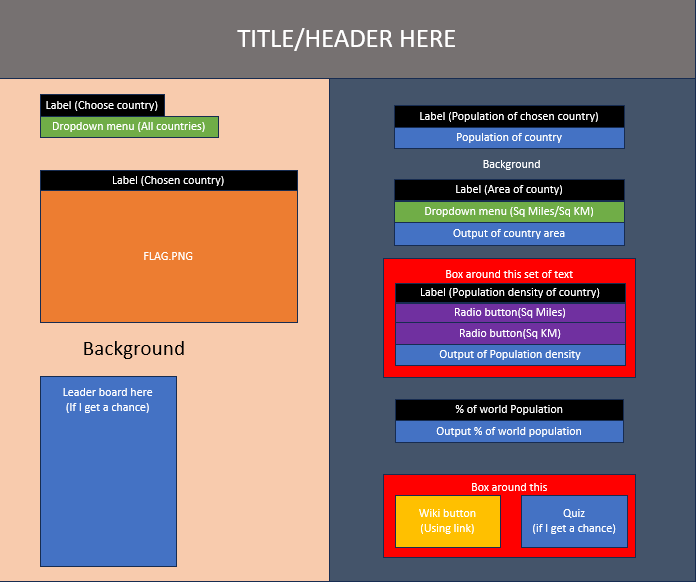 TITLE/HEADER HERE
Label (Choose country)
Dropdown menu (All countries)
Label (Chosen country)
FLAG.PNG
Background
Leader board here
(If I get a chance)
Label (Population of chosen country)
Population of country
Background
Label (Area of county)
Dropdown menu (Sq Miles/Sq KM)
Output of country area
Box around this set of text
Label (Population density of country)
Radio button(Sq Miles)
Radio button(Sq KM)
Output of Population density
% of world Population
Output % of world population
Box around this
Wiki button
(Using link)
Quiz
(if I get a chance)